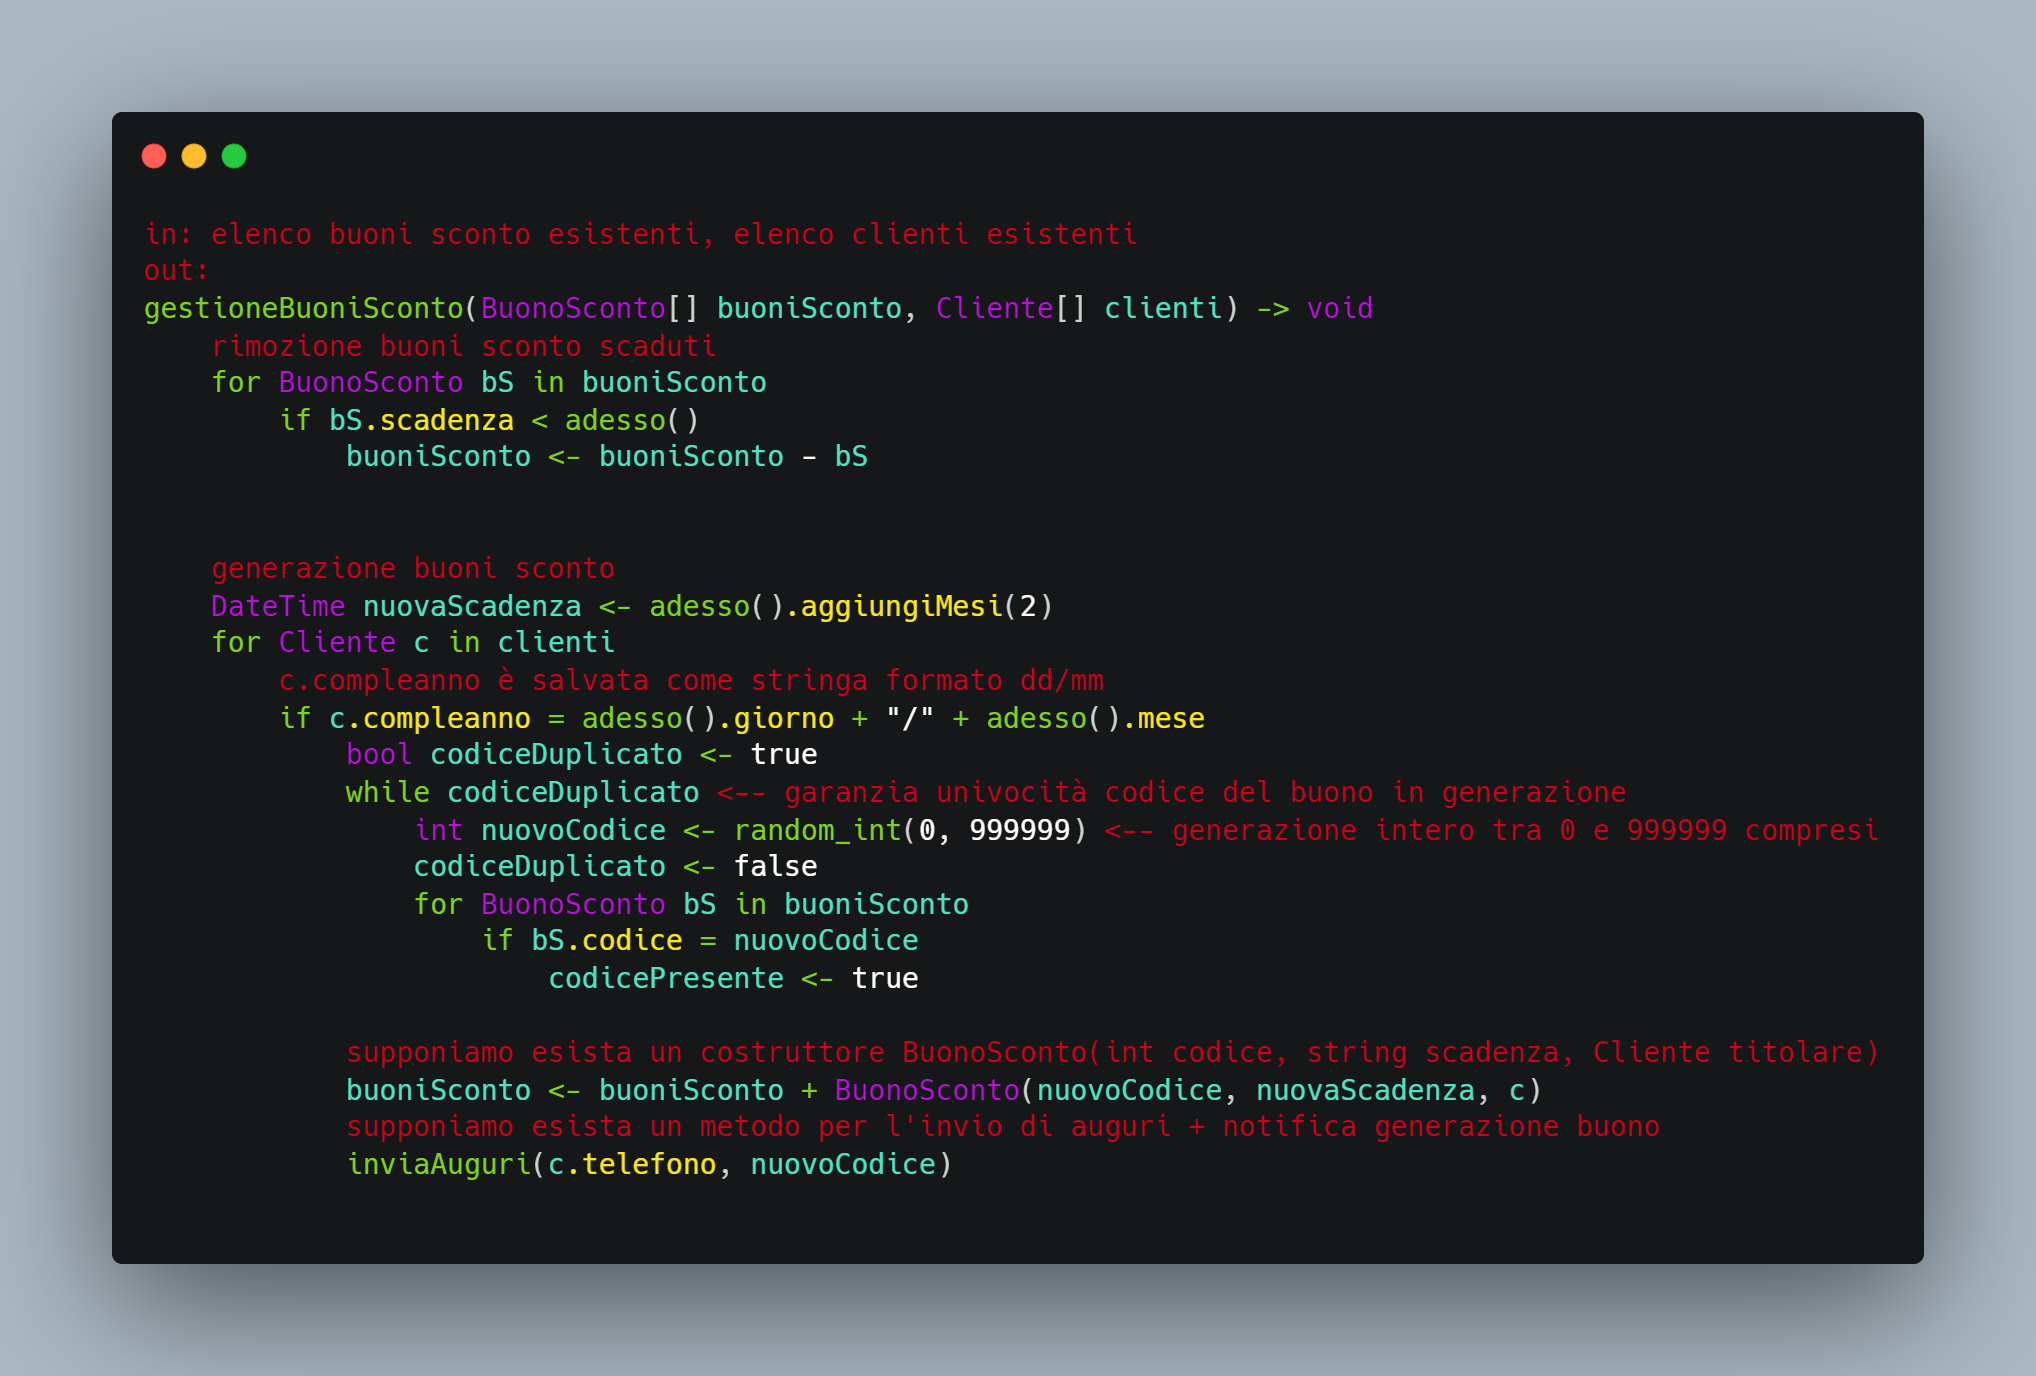 in: elenco buoni sconto esistenti, elenco clienti esistenti
out:
gestioneBuoniSconto(BuonoSconto[] buoniSconto, Cliente[] clienti) -> void
    rimozione buoni sconto scaduti
    for BuonoSconto bS in buoniSconto
        if bS.scadenza < adesso()
            buoniSconto <- buoniSconto - bS
    generazione buoni sconto
    DateTime nuovaScadenza <- adesso().aggiungiMesi(2)
    for Cliente c in clienti
        c.compleanno è salvata come stringa formato dd/mm
        if c.compleanno = adesso().giorno + "/" + adesso().mese
            bool codiceDuplicato <- true
            while codiceDuplicato <-- garanzia univocità codice del buono in generazione
                int nuovoCodice <- random_int(0, 999999) <-- generazione intero tra 0 e 999999 compresi
                codiceDuplicato <- false
                for BuonoSconto bS in buoniSconto
                    if bS.codice = nuovoCodice
                        codicePresente <- true
            supponiamo esista un costruttore BuonoSconto(int codice, string scadenza, Cliente titolare)
            buoniSconto <- buoniSconto + BuonoSconto(nuovoCodice, nuovaScadenza, c)
            supponiamo esista un metodo per l'invio di auguri + notifica generazione buono
            inviaAuguri(c.telefono, nuovoCodice)